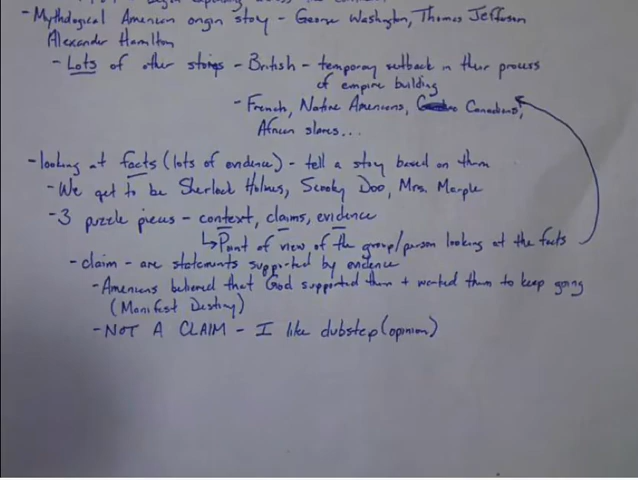 - Mythological American origin story - George Washington, Thomas Jefferson
Alexander Hamilton
- Lots of other stories - British - temporary setback in their process
of empire building
- French, Native Americans, Canadians,
African slaves...
- looking at facts (lots of evidence) - tell a story based on them
- We get to be Sherlock Holmes, Scooby Doo, Mrs. Marple
- 3 puzzle pieces - context, claims, evidence
↳ Point of view of the group/person looking at the facts
- claim - are statements supported by evidence
- Americans believed that God supported them + wanted them to keep going
(Manifest Destiny)
- NOT A CLAIM - I like dubstep (opinion)